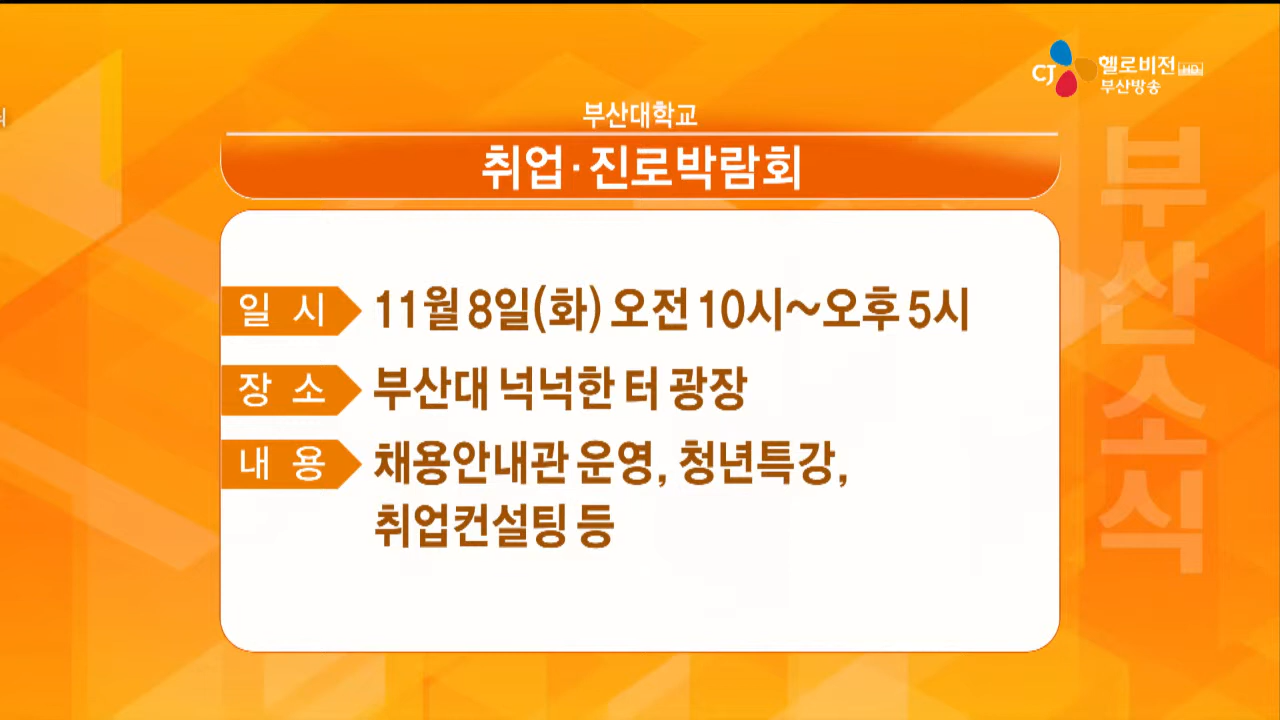 CJ 헬로비전 HD
부산방송
부산대학교
취업·진로박람회
일 시 11월 8일(화) 오전 10시~오후 5시
장 소 부산대 넉넉한 터 광장
내 용 채용안내관 운영, 청년특강,
취업컨설팅 등
부산소식